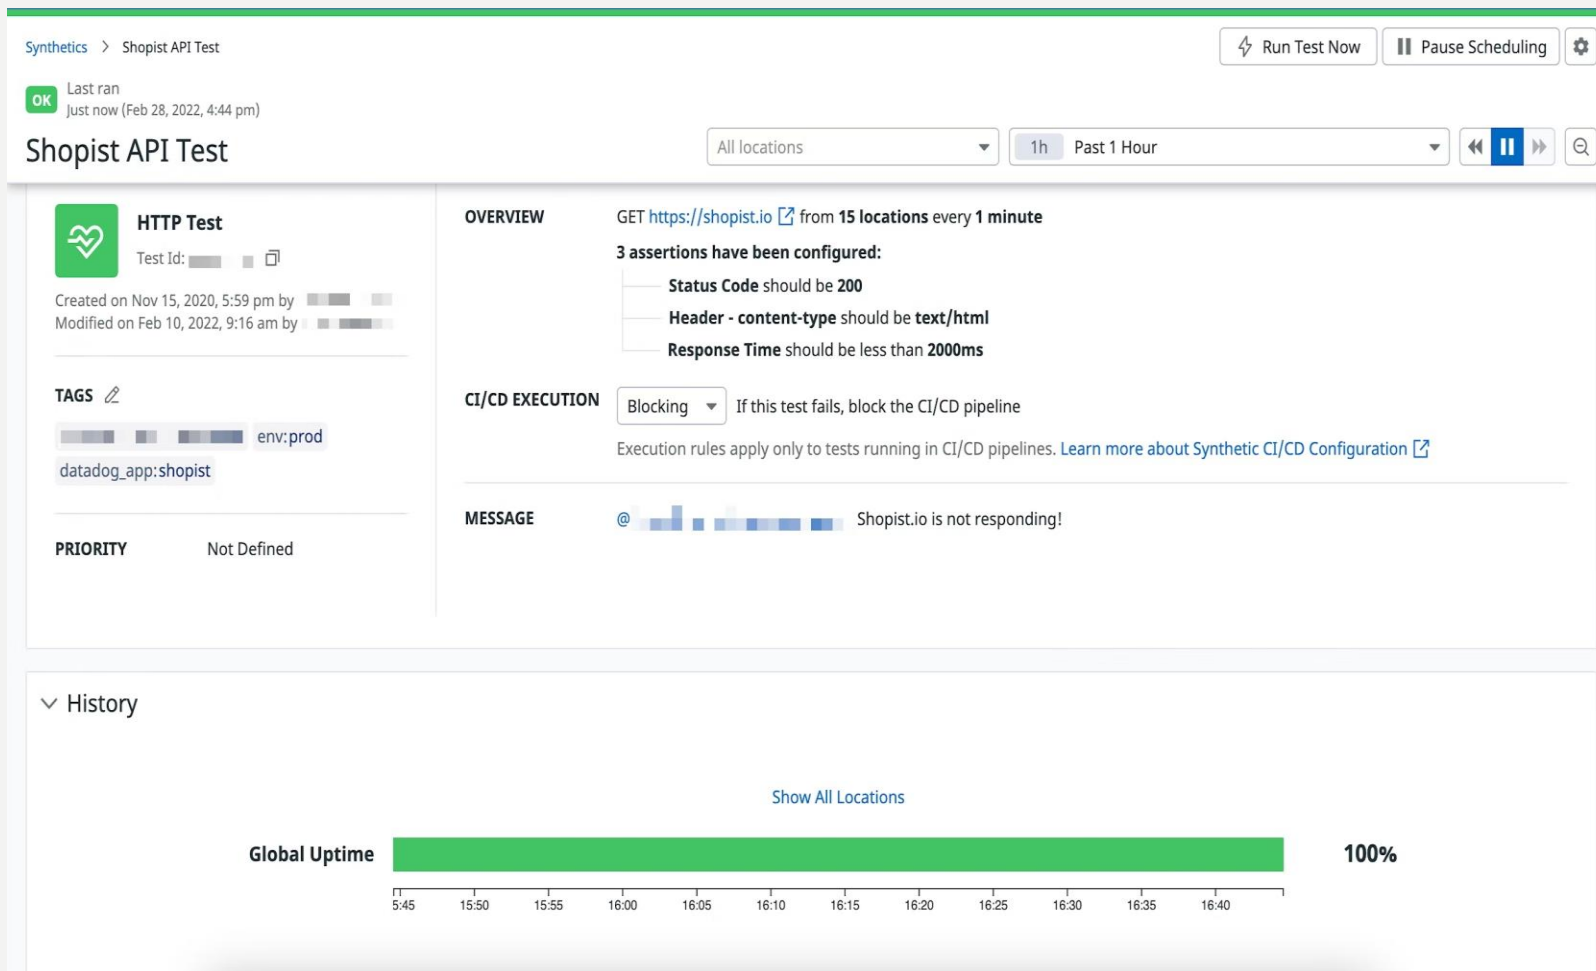 Synthetics > Shopist API Test
Run Test Now
Pause Scheduling
OK
Last ran
Just now (Feb 28, 2022, 4:44 pm)
Shopist API Test
All locations
1h Past 1 Hour
HTTP Test
Test Id:
Created on Nov 15, 2020, 5:59 pm by
Modified on Feb 10, 2022, 9:16 am by
TAGS
env:prod
datadog_app:shopist
PRIORITY Not Defined
OVERVIEW GET https://shopist.io from 15 locations every 1 minute
3 assertions have been configured:
Status Code should be 200
Header - content-type should be text/html
Response Time should be less than 2000ms
CI/CD EXECUTION Blocking If this test fails, block the CI/CD pipeline
Execution rules apply only to tests running in CI/CD pipelines. Learn more about Synthetic CI/CD Configuration
MESSAGE @ Shopist.io is not responding!
History
Show All Locations
Global Uptime 100%
5:45 15:50 15:55 16:00 16:05 16:10 16:15 16:20 16:25 16:30 16:35 16:40